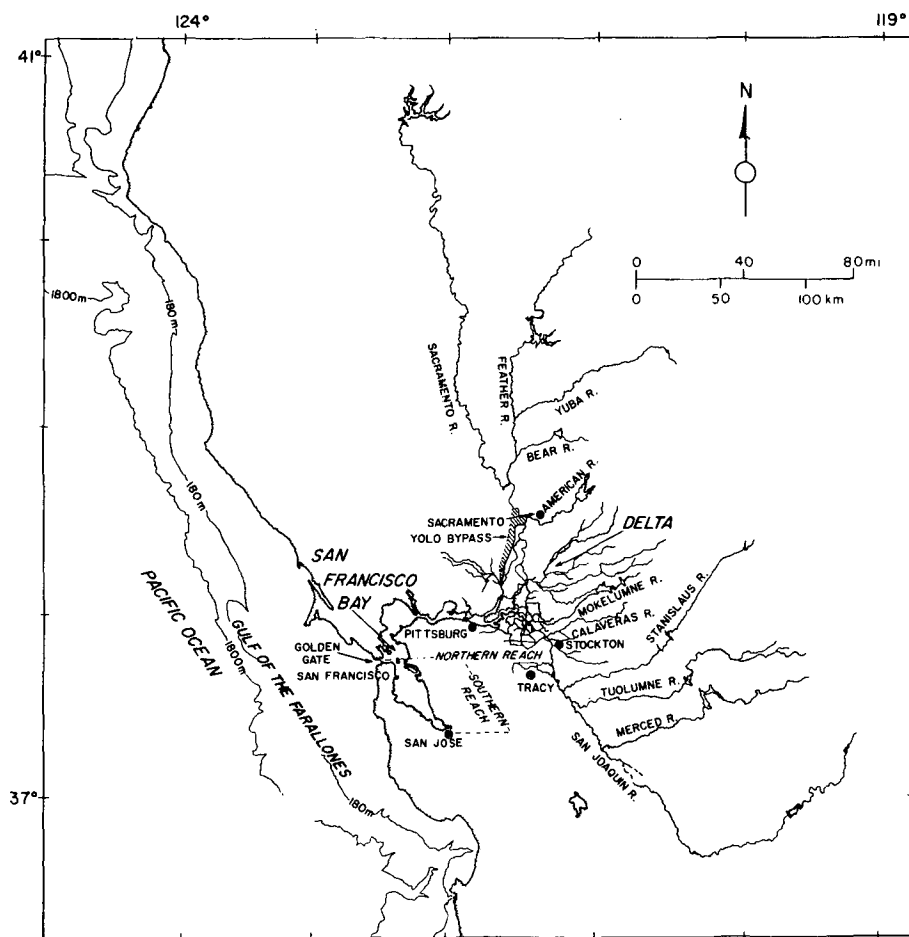 124°
119°
41°
N
0 40 80 mi
0 50 100 km
1800m
180m
SACRAMENTO R.
FEATHER R.
YUBA R.
BEAR R.
AMERICAN R.
SACRAMENTO
YOLO BYPASS
DELTA
180m
SAN
FRANCISCO
BAY
MOKELUMNE R.
CALAVERAS R.
STANISLAUS R.
STOCKTON
PITTSBURG
PACIFIC OCEAN
GULF OF THE FARALLONES
1800m
GOLDEN
GATE
NORTHERN REACH
SAN FRANCISCO
SOUTHERN
REACH
TRACY
TUOLUMNE R.
MERCED R.
SAN JOSE
SAN JOAQUIN R.
37°
180m